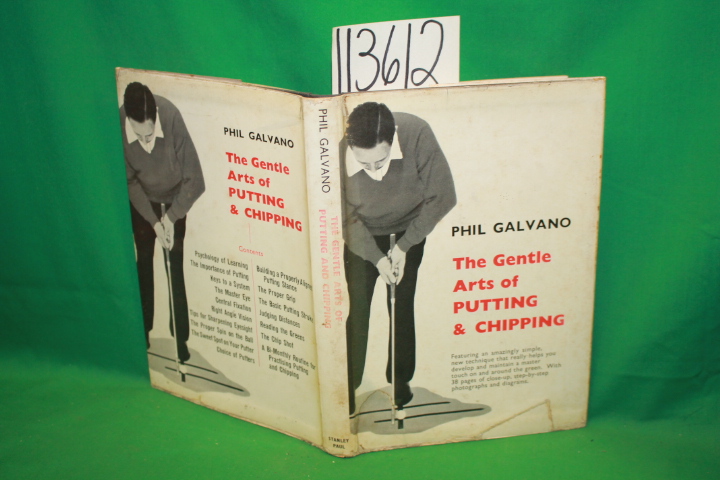 113612
PHIL GALVANO
The Gentle
Arts of
PUTTING
& CHIPPING
Contents
Psychology of Learning
The Importance of Putting
Keys to a System
The Master Eye
Central Fixation
Right Angle Vision
Tips for Sharpening Eyesight
The Proper Spin on the Ball
The Sweet Spot on Your Putter
Choice of Putters
Building a Properly Aligned
Putting Stance
The Proper Grip
The Basic Putting Stroke
Judging Distances
Reading the Greens
The Chip Shot
A Bi-Monthly Routine for
Practising Putting
and Chipping
PHIL GALVANO
THE GENTLE ARTS OF
PUTTING AND CHIPPING
STANLEY
PAUL
PHIL GALVANO
The Gentle
Arts of
PUTTING
& CHIPPING
Featuring an amazingly simple,
new technique that really helps you
develop and maintain a master
touch on and around the green. With
38 pages of close-up, step-by-step
photographs and diagrams.